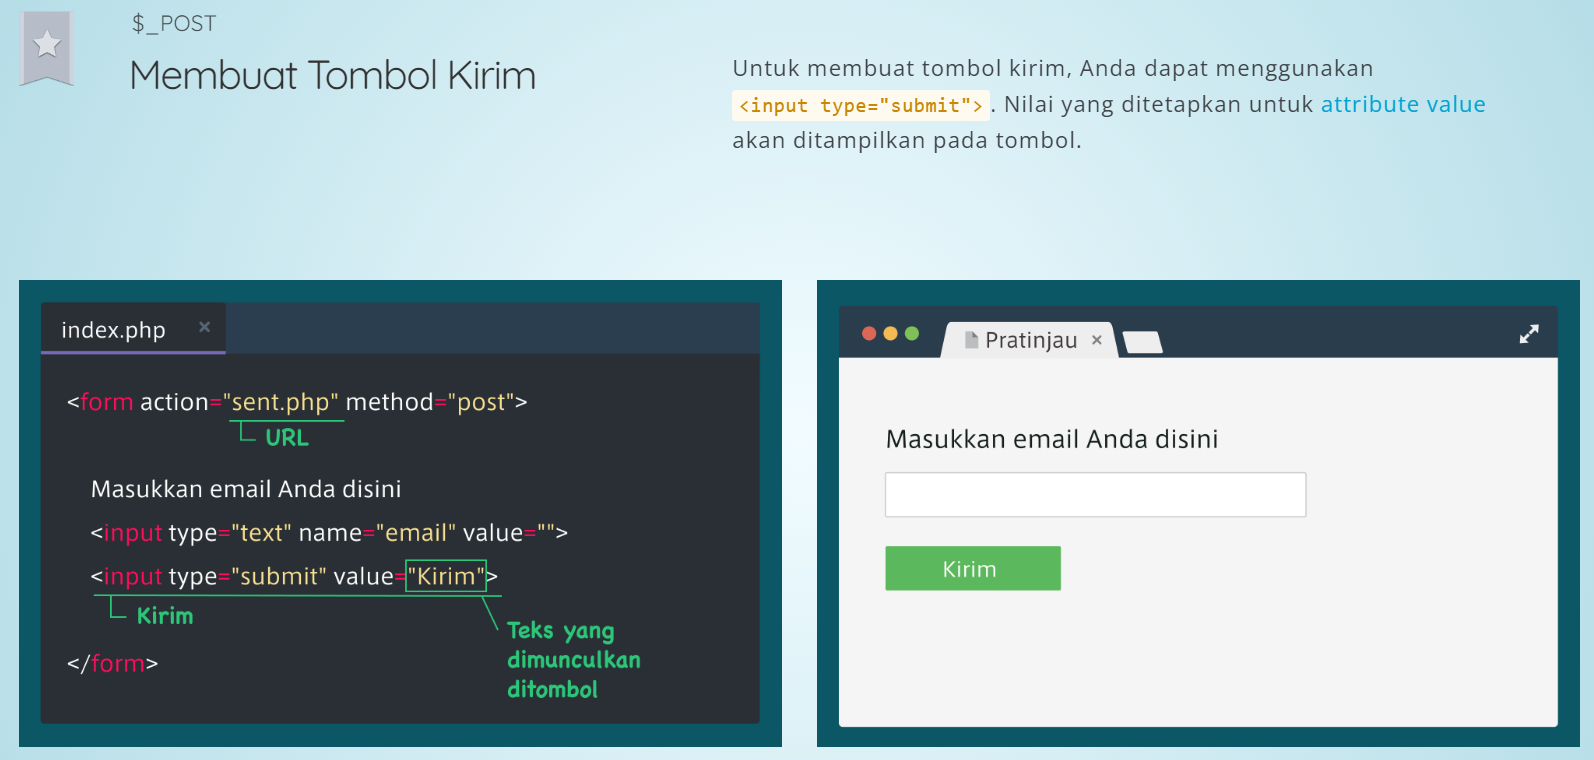 $_POST
Membuat Tombol Kirim
Untuk membuat tombol kirim, Anda dapat menggunakan
<input type="submit">. Nilai yang ditetapkan untuk attribute value
akan ditampilkan pada tombol.
index.php ×
<form action="sent.php" method="post">
URL
Masukkan email Anda disini
<input type="text" name="email" value="">
<input type="submit" value="Kirim">
Kirim
Teks yang
dimunculkan
ditombol
</form>
Pratinjau ×
Masukkan email Anda disini
Kirim